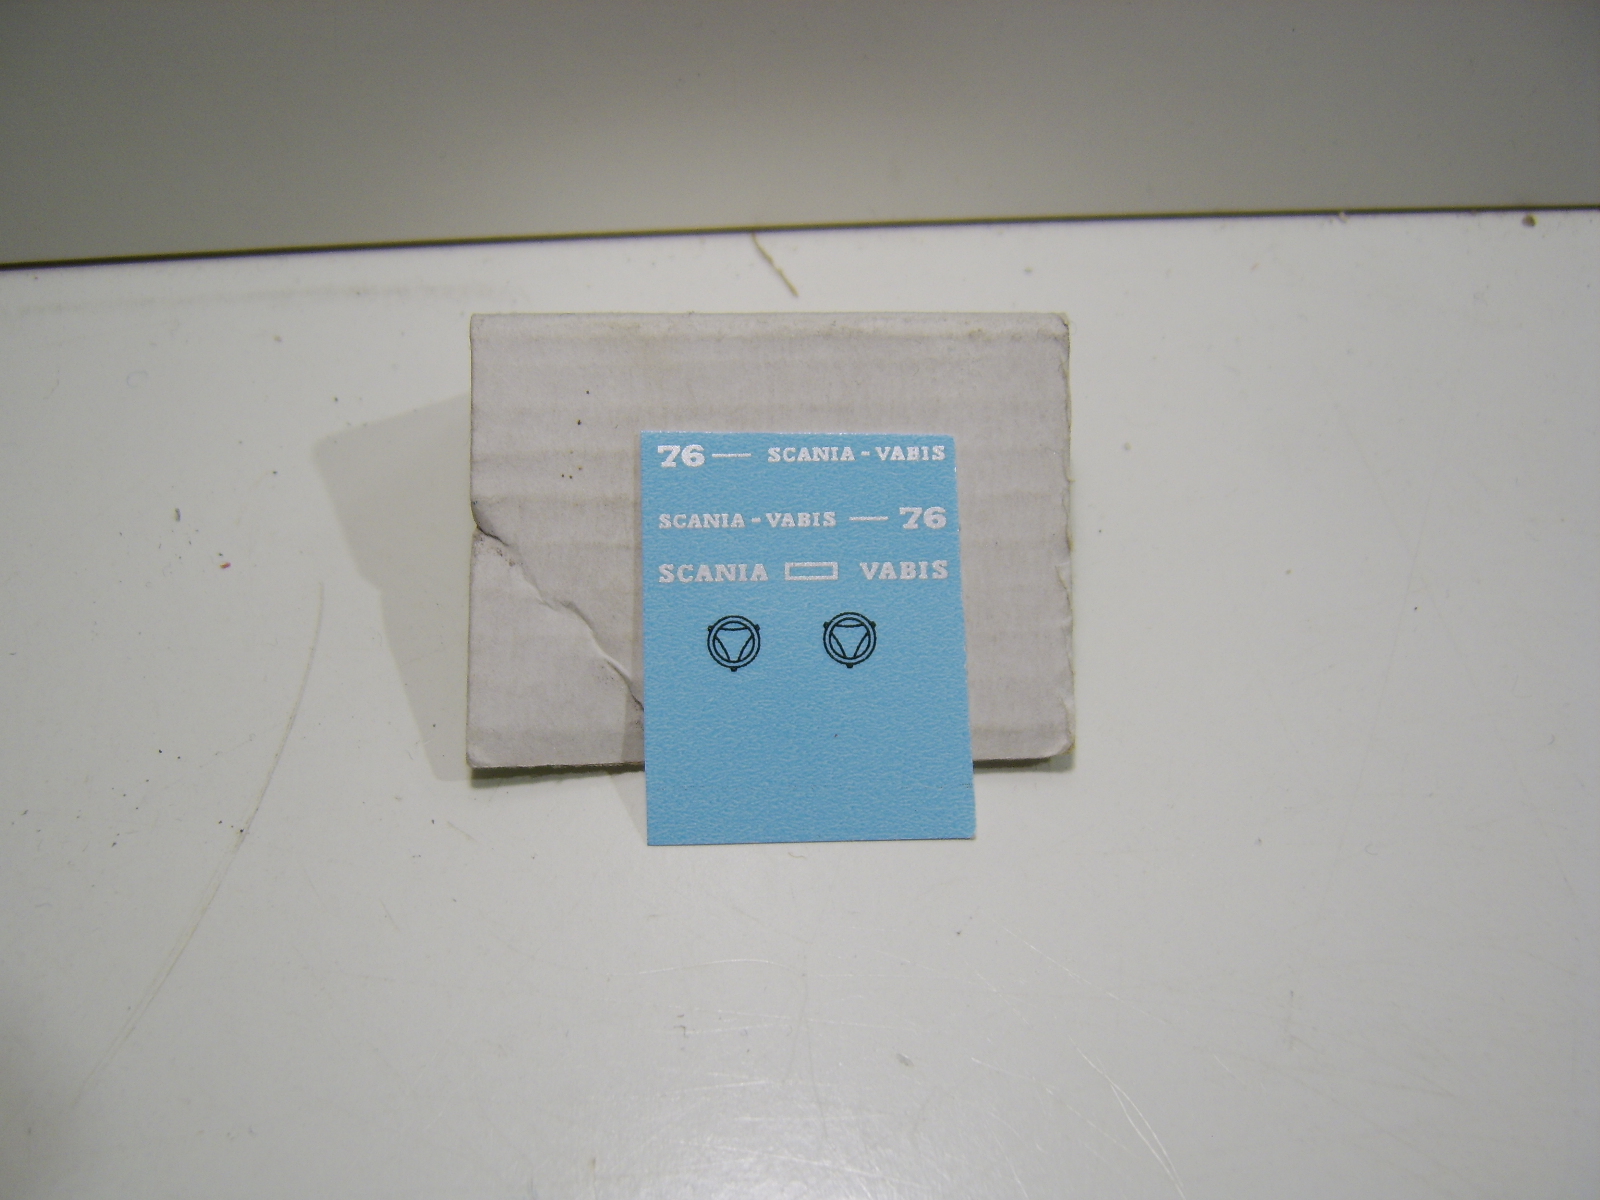 76 — SCANIA - VABIS
SCANIA - VABIS — 76
SCANIA VABIS